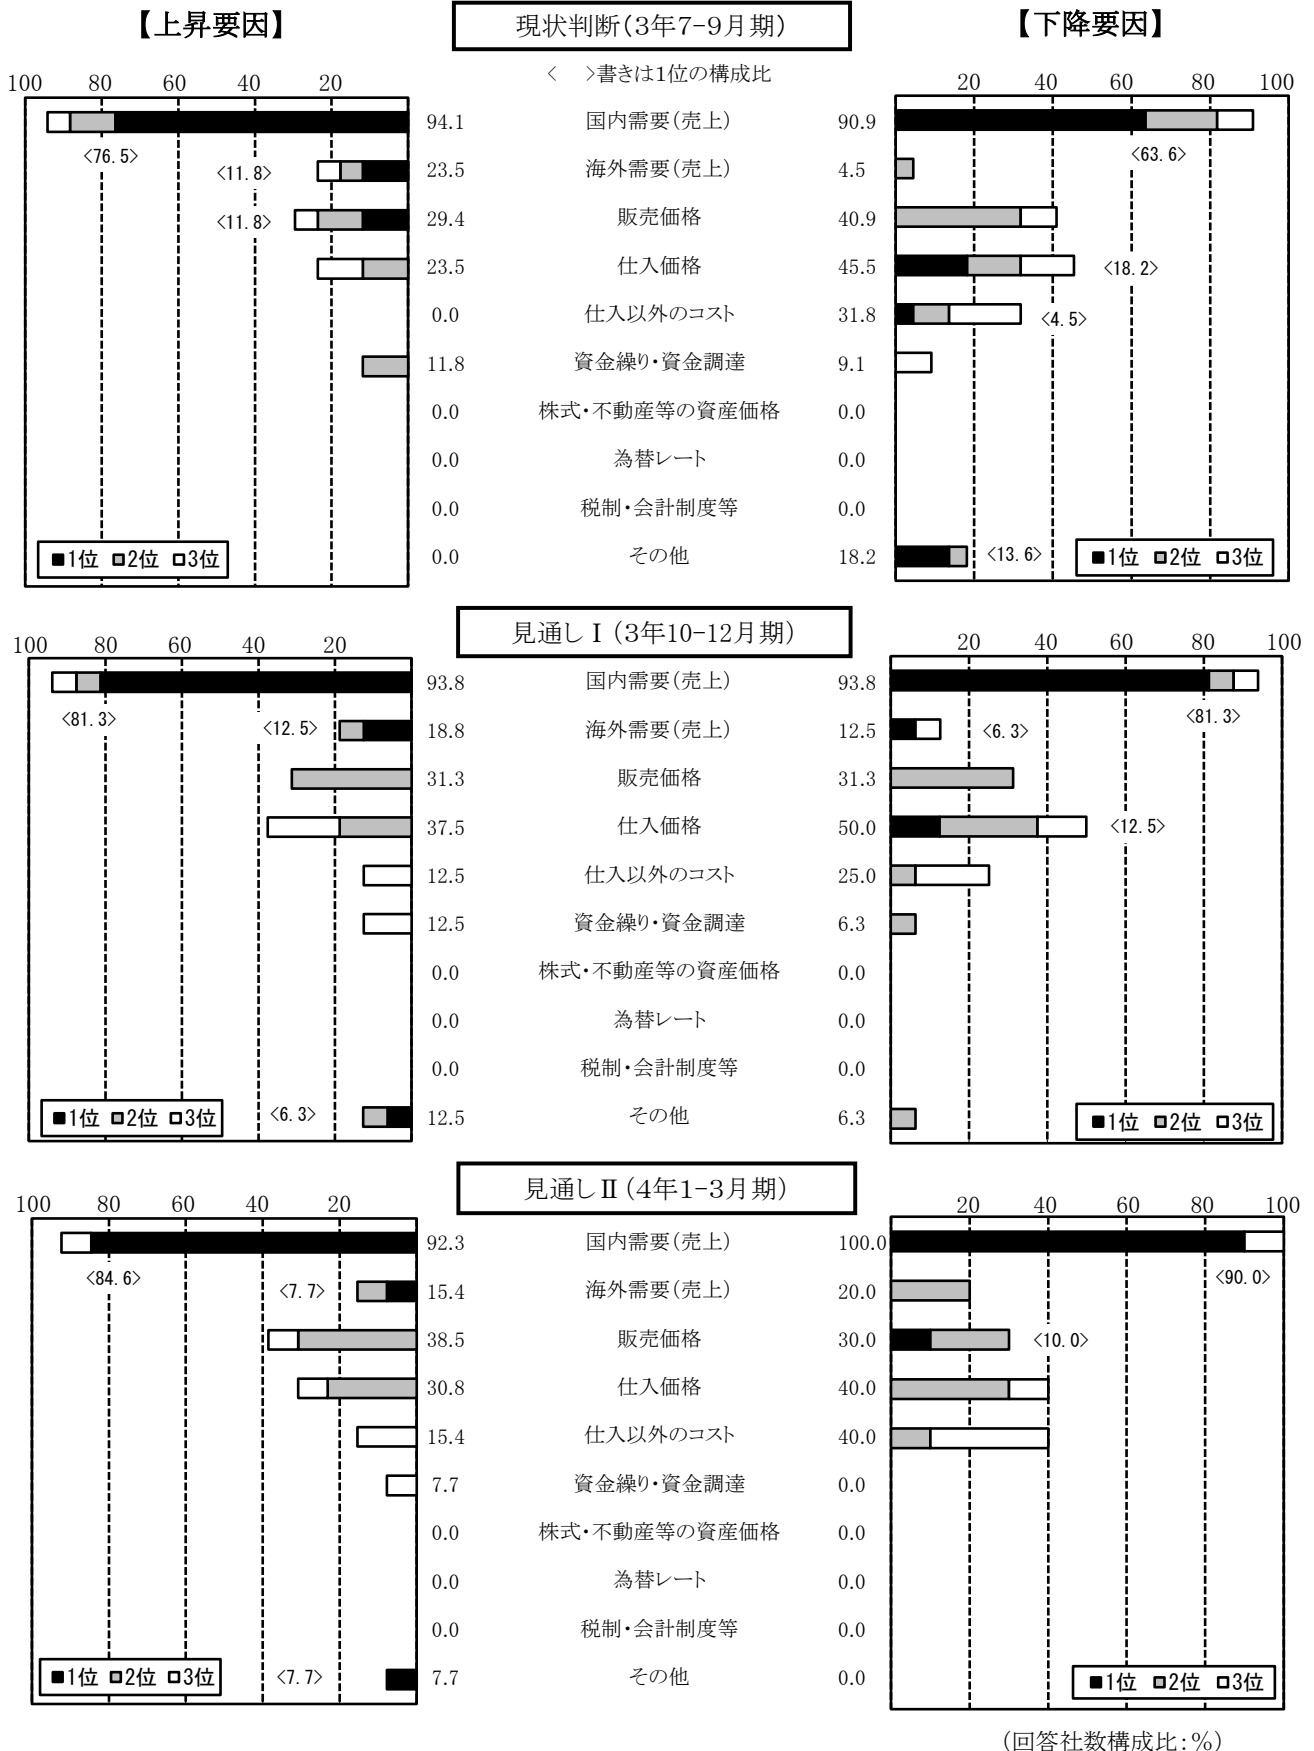 【上昇要因】 現状判断(3年7-9月期) 【下降要因】
< >書きは1位の構成比
100 80 60 40 20 20 40 60 80 100
94.1 国内需要(売上) 90.9
<76.5> <63.6>
<11.8> 23.5 海外需要(売上) 4.5
<11.8> 29.4 販売価格 40.9
23.5 仕入価格 45.5 <18.2>
0.0 仕入以外のコスト 31.8 <4.5>
11.8 資金繰り・資金調達 9.1
0.0 株式・不動産等の資産価格 0.0
0.0 為替レート 0.0
0.0 税制・会計制度等 0.0
■1位 ■2位 □3位 0.0 その他 18.2 <13.6> ■1位 ■2位 □3位
見通しⅠ(3年10-12月期)
100 80 60 40 20 20 40 60 80 100
93.8 国内需要(売上) 93.8
<81.3> <81.3>
<12.5> 18.8 海外需要(売上) 12.5 <6.3>
31.3 販売価格 31.3
37.5 仕入価格 50.0 <12.5>
12.5 仕入以外のコスト 25.0
12.5 資金繰り・資金調達 6.3
0.0 株式・不動産等の資産価格 0.0
0.0 為替レート 0.0
0.0 税制・会計制度等 0.0
■1位 ■2位 □3位 <6.3> 12.5 その他 6.3 ■1位 ■2位 □3位
見通しⅡ(4年1-3月期)
100 80 60 40 20 20 40 60 80 100
92.3 国内需要(売上) 100.0
<84.6> <90.0>
<7.7> 15.4 海外需要(売上) 20.0
38.5 販売価格 30.0 <10.0>
30.8 仕入価格 40.0
15.4 仕入以外のコスト 40.0
7.7 資金繰り・資金調達 0.0
0.0 株式・不動産等の資産価格 0.0
0.0 為替レート 0.0
0.0 税制・会計制度等 0.0
■1位 ■2位 □3位 <7.7> 7.7 その他 0.0 ■1位 ■2位 □3位
(回答社数構成比:%)